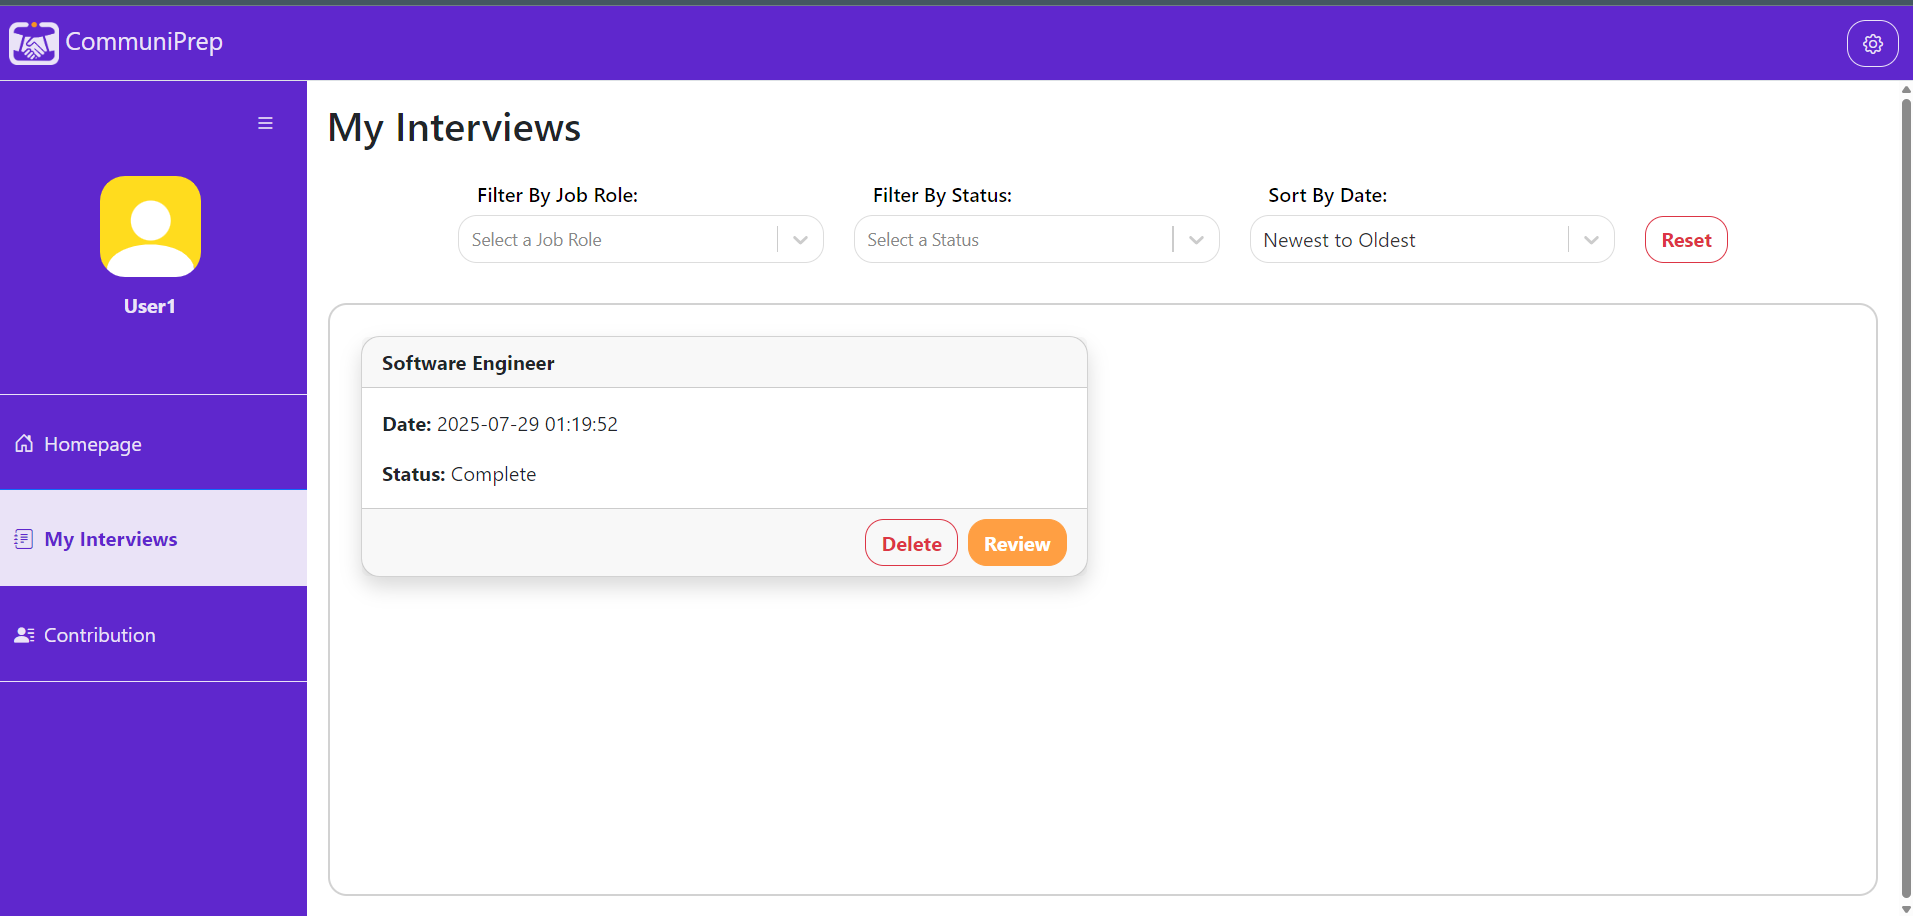 CommuniPrep
User1
Homepage
My Interviews
Contribution
My Interviews
Filter By Job Role:
Select a Job Role
Filter By Status:
Select a Status
Sort By Date:
Newest to Oldest
Reset
Software Engineer
Date: 2025-07-29 01:19:52
Status: Complete
Delete
Review